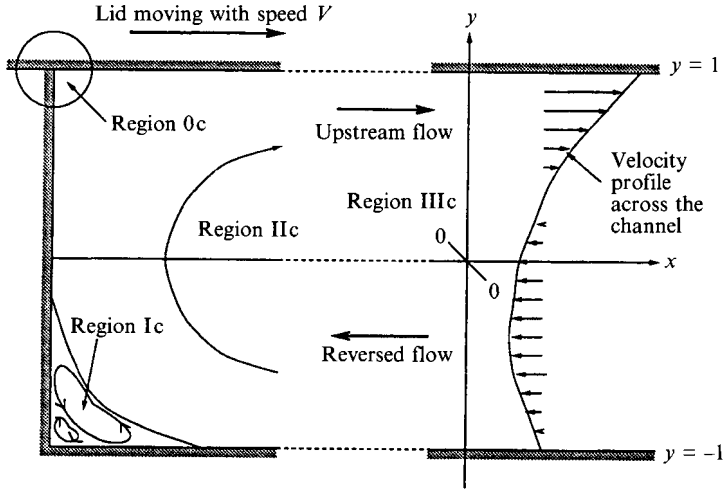 Lid moving with speed V
y
y = 1
Region 0c
Upstream flow
Velocity
profile
across the
channel
Region IIc
Region IIIc
0
x
0
Region Ic
Reversed flow
y = –1